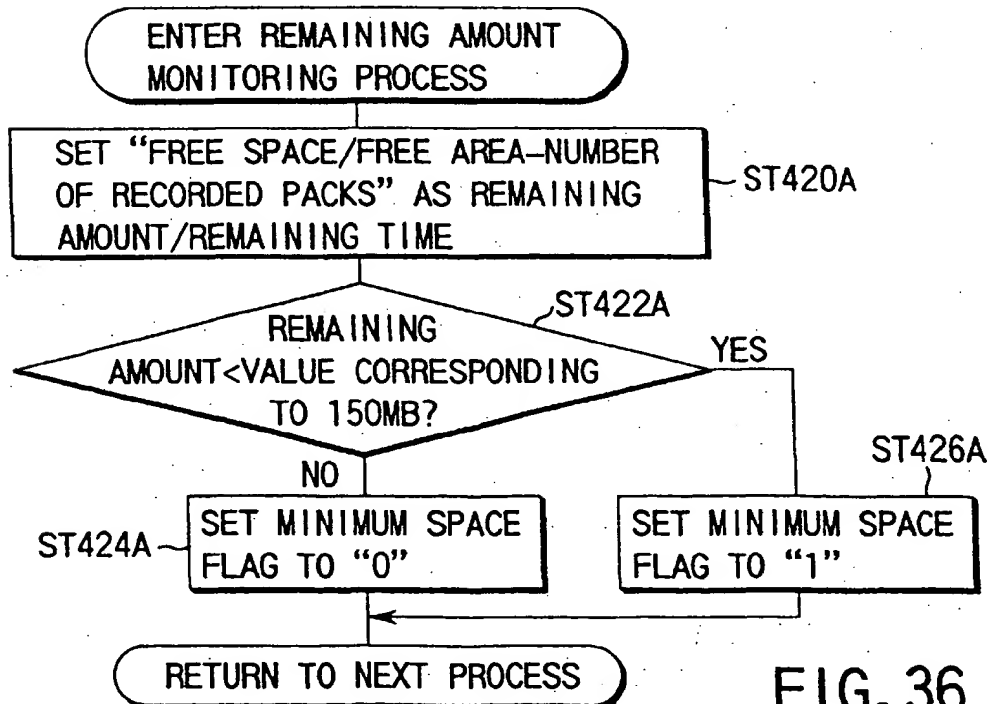 ENTER REMAINING AMOUNT
MONITORING PROCESS
SET “FREE SPACE/FREE AREA-NUMBER
OF RECORDED PACKS” AS REMAINING
AMOUNT/REMAINING TIME
ST420A
ST422A
REMAINING
AMOUNT<VALUE CORRESPONDING
TO 150MB?
YES
NO
ST426A
ST424A
SET MINIMUM SPACE
FLAG TO “0”
SET MINIMUM SPACE
FLAG TO “1”
RETURN TO NEXT PROCESS
FIG. 36